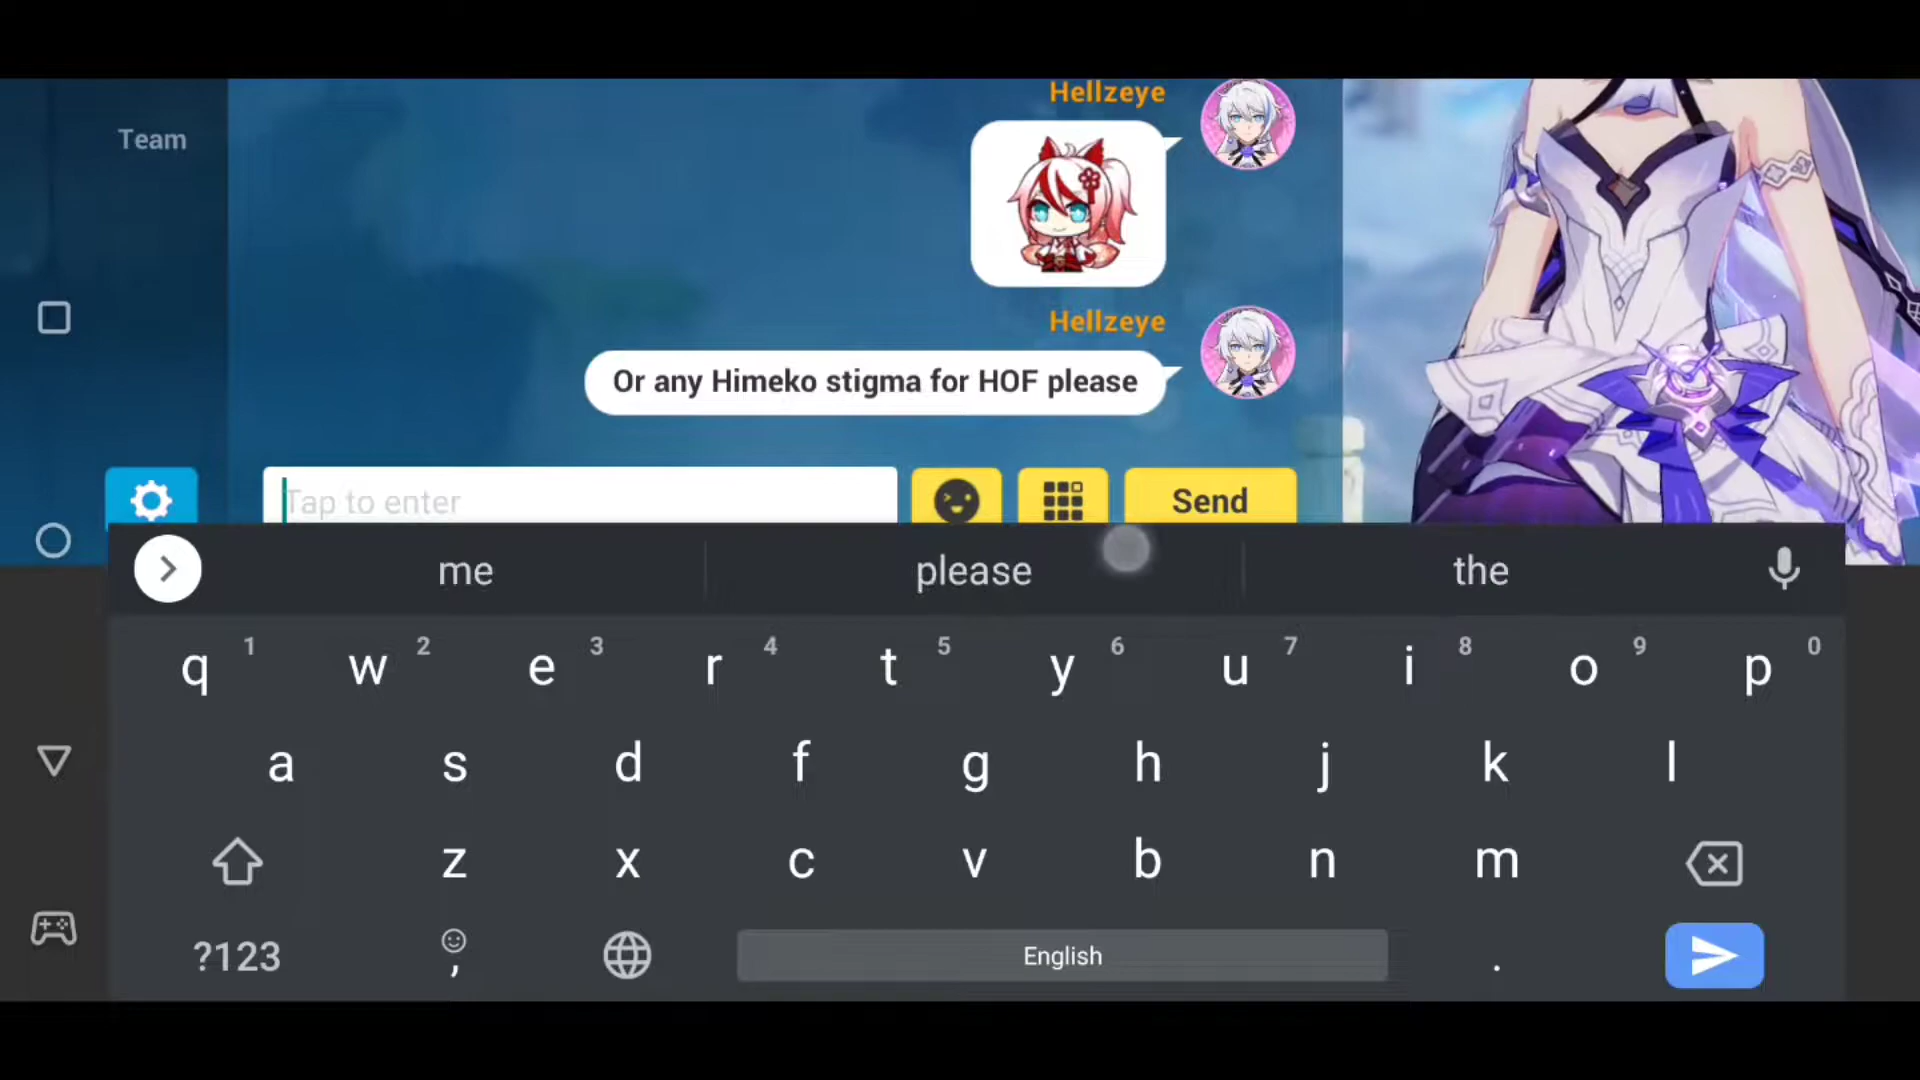 Hellzeye
Team
Hellzeye
Or any Himeko stigma for HOF please
Tap to enter
Send
me please the
q 1 w 2 e 3 r 4 t 5 y 6 u 7 i 8 o 9 p 0
a s d f g h j k l
z x c v b n m
?123 , English .